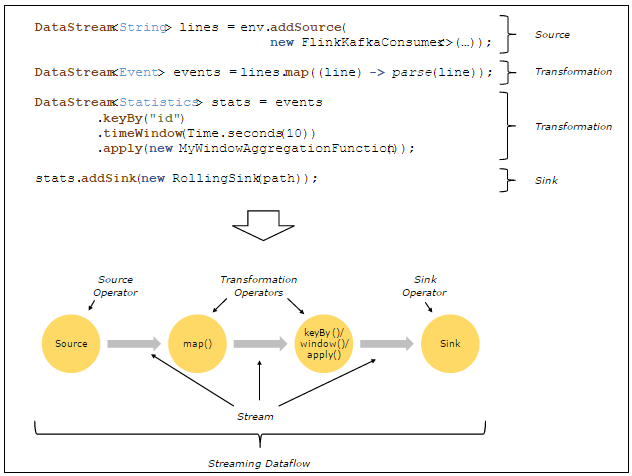 DataStream<String> lines = env.addSource(
new FlinkKafkaConsumer<>(…));
Source
DataStream<Event> events = lines.map((line) -> parse(line));
Transformation
DataStream<Statistics> stats = events
.keyBy("id")
.timeWindow(Time.seconds(10))
.apply(new MyWindowAggregationFunction());
Transformation
stats.addSink(new RollingSink(path));
Sink
Source
Operator
Transformation
Operators
Sink
Operator
Source
map()
keyBy()/
window()/
apply()
Sink
Stream
Streaming Dataflow